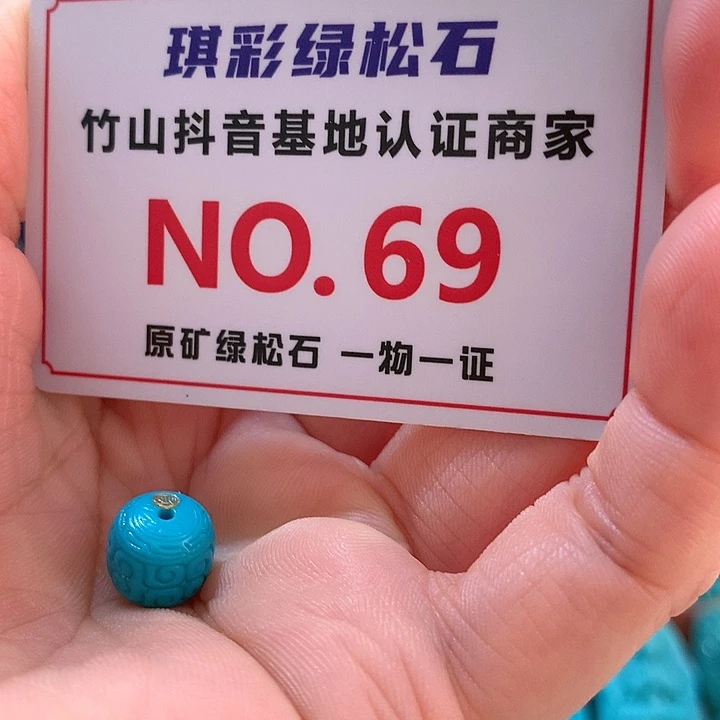 琪彩绿松石
竹山抖音基地认证商家
NO.69
原矿绿松石 一物一证